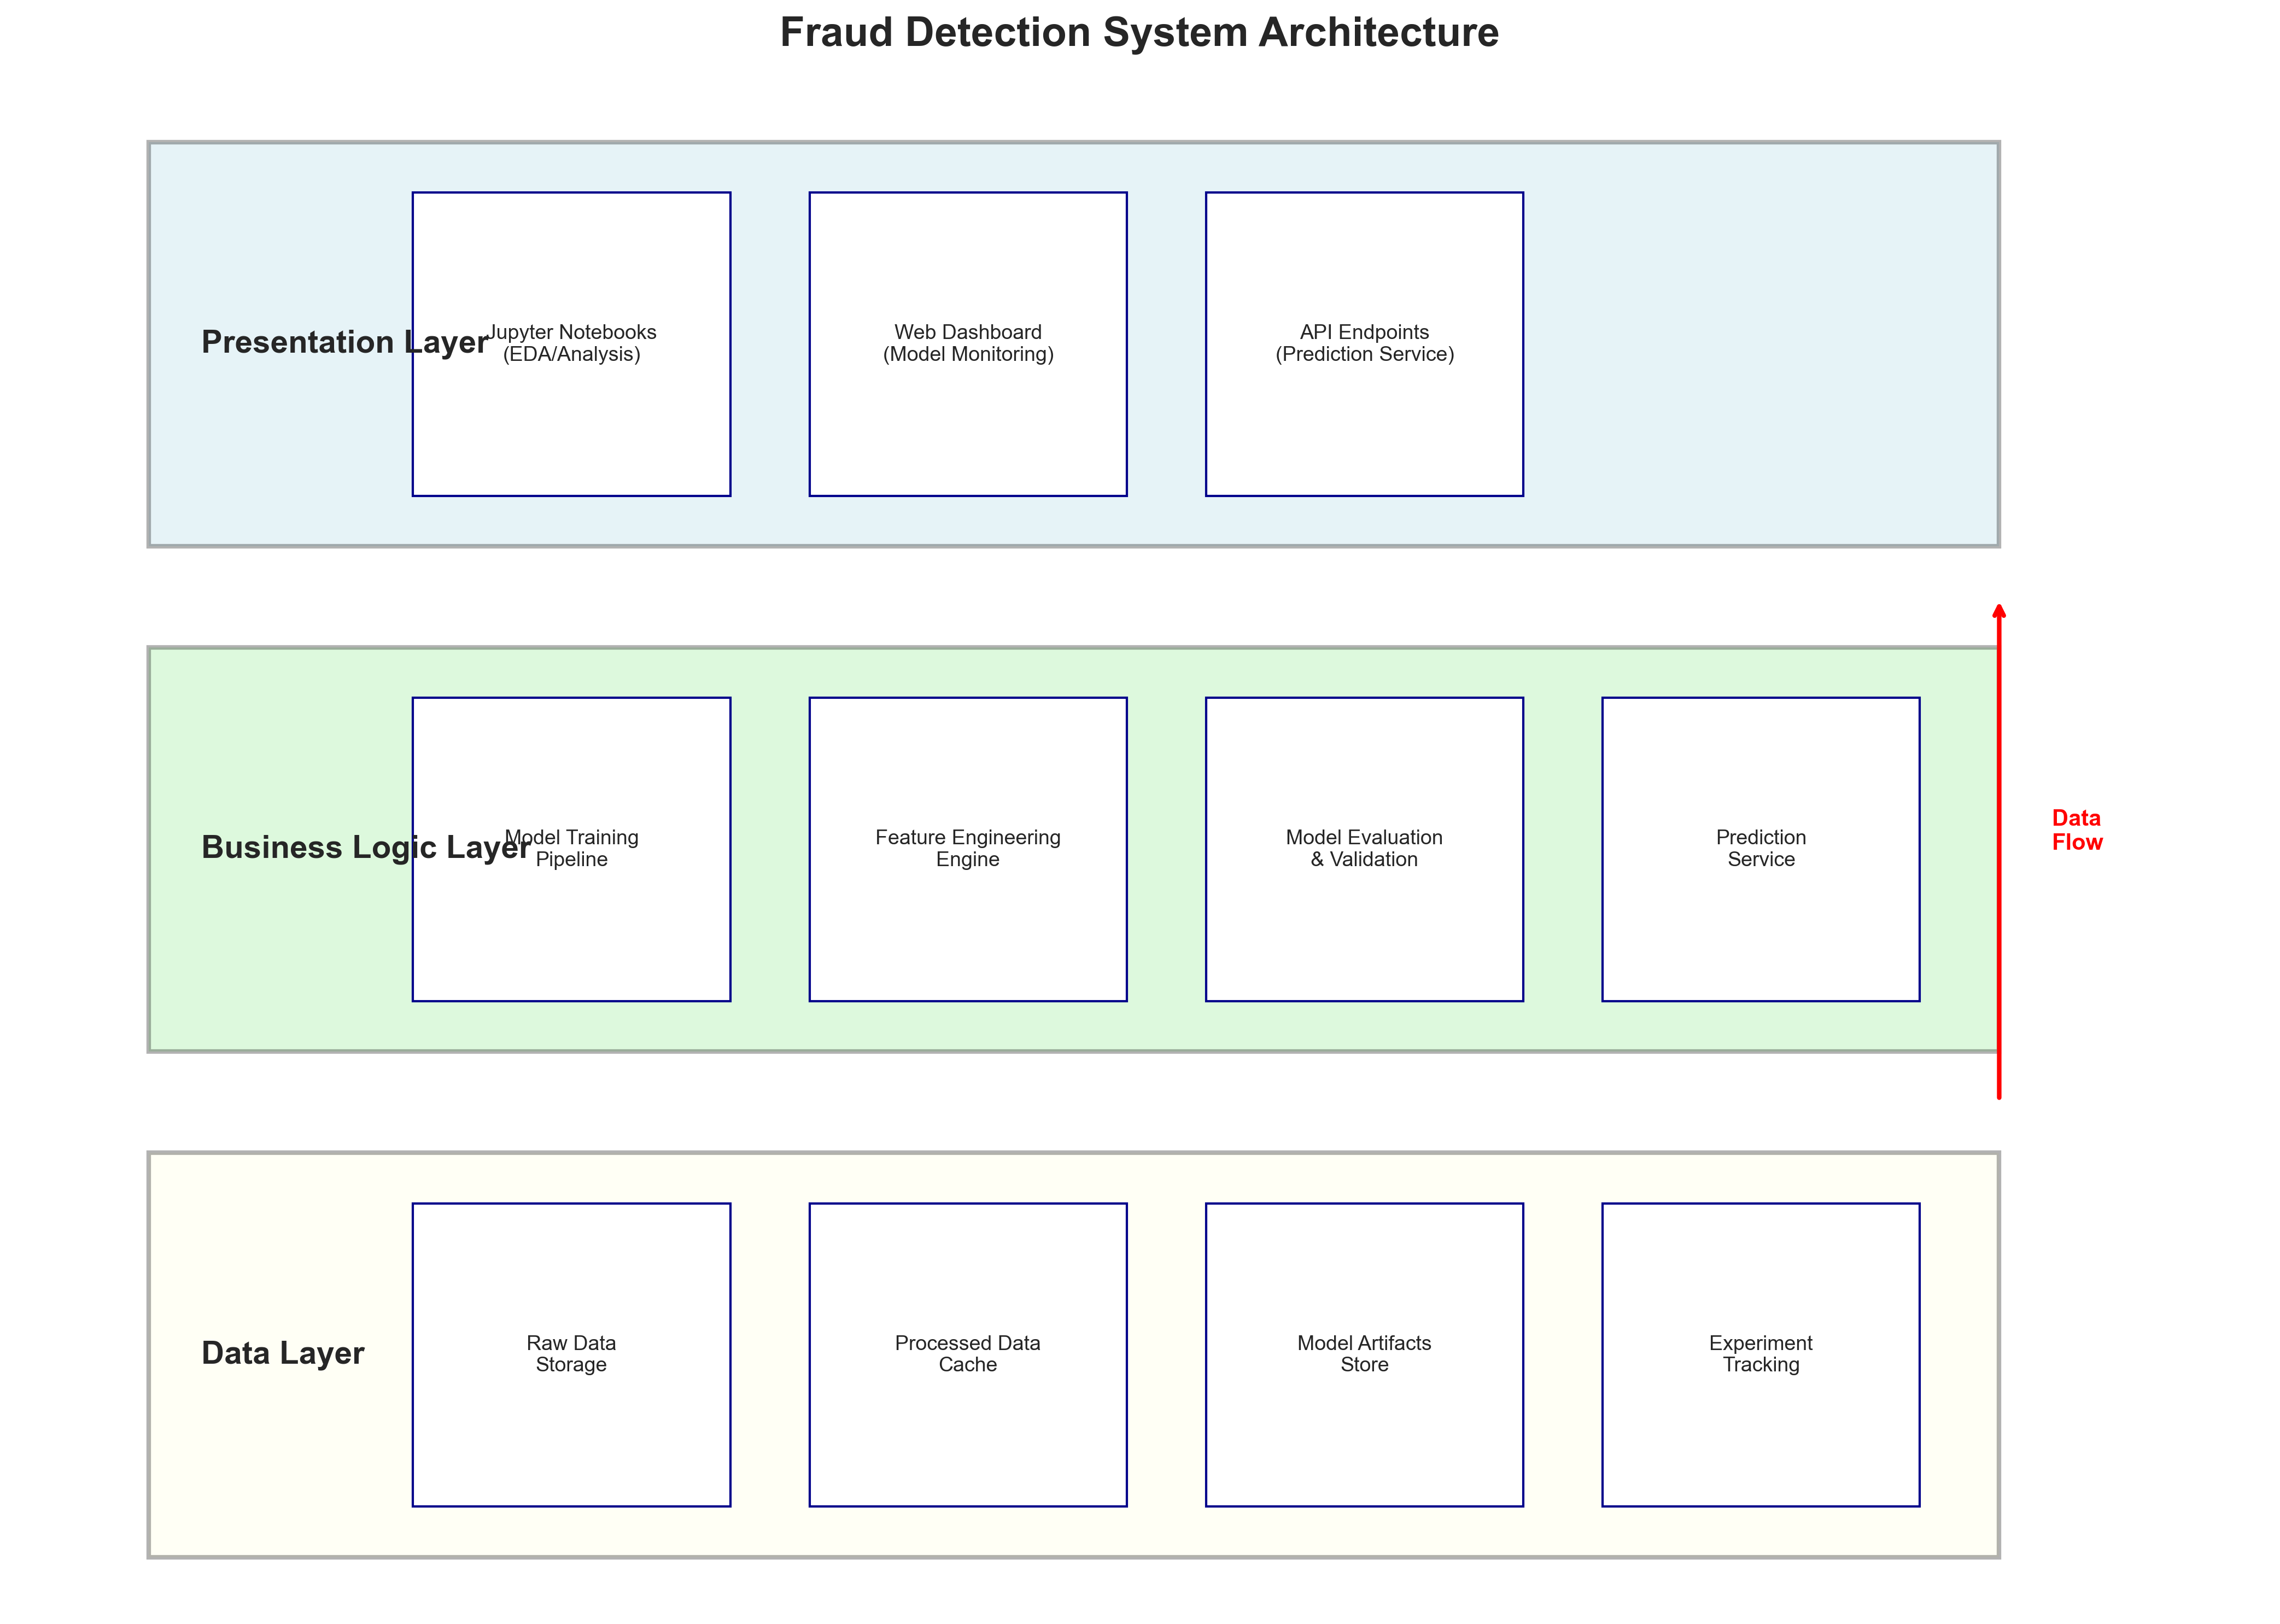 Fraud Detection System Architecture
Presentation Layer
Jupyter Notebooks
(EDA/Analysis)
Web Dashboard
(Model Monitoring)
API Endpoints
(Prediction Service)
Business Logic Layer
Model Training
Pipeline
Feature Engineering
Engine
Model Evaluation
& Validation
Prediction
Service
Data
Flow
Data Layer
Raw Data
Storage
Processed Data
Cache
Model Artifacts
Store
Experiment
Tracking